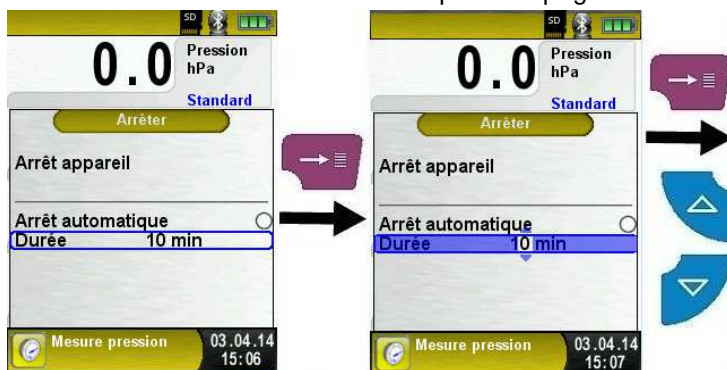 SD
0.0 Pression
hPa
Standard
Arrêter
Arrêt appareil
Arrêt automatique
Durée 10 min
Mesure pression 03.04.14
15:06
SD
0.0 Pression
hPa
Standard
Arrêter
Arrêt appareil
Arrêt automatique
Durée 10 min
Mesure pression 03.04.14
15:07